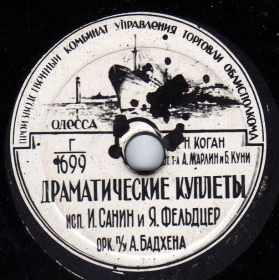 ПРОИЗВОДСТВЕННЫЙ КОМБИНАТ УПРАВЛЕНИЯ ТОРГОВЛИ ОБЛИСПОЛКОМА
ОДЕССА
Г
1699
Н. КОГАН
т-а А. МАРЛИН и Б. КУНИ
ДРАМАТИЧЕСКИЕ КУПЛЕТЫ
исп. И. САНИН и Я. ФЕЛЬДЦЕР
орк. п/у А. БАДХЕНА